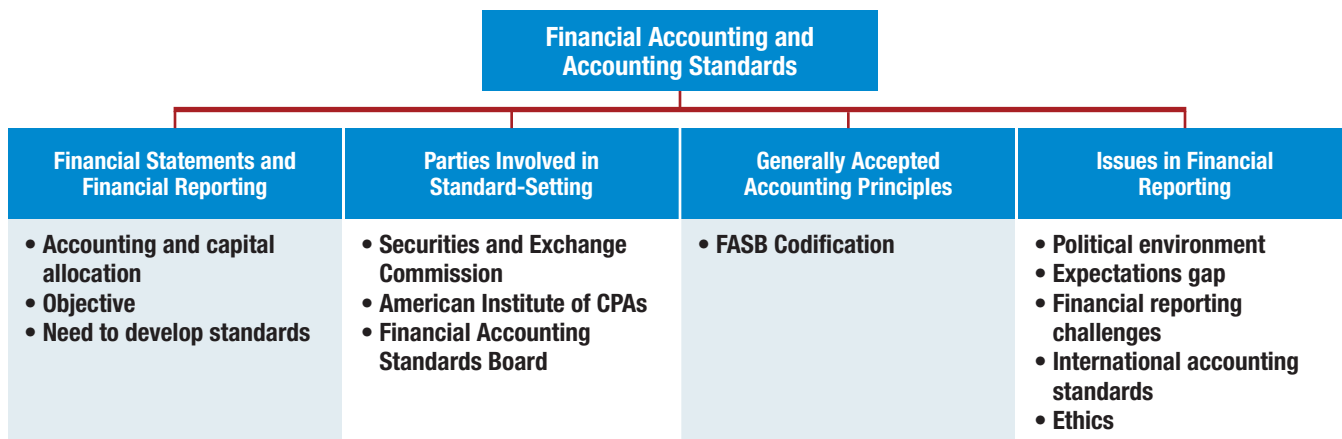 Financial Accounting and
Accounting Standards
Financial Statements and
Financial Reporting
• Accounting and capital
allocation
• Objective
• Need to develop standards
Parties Involved in
Standard-Setting
• Securities and Exchange
Commission
• American Institute of CPAs
• Financial Accounting
Standards Board
Generally Accepted
Accounting Principles
• FASB Codification
Issues in Financial
Reporting
• Political environment
• Expectations gap
• Financial reporting
challenges
• International accounting
standards
• Ethics